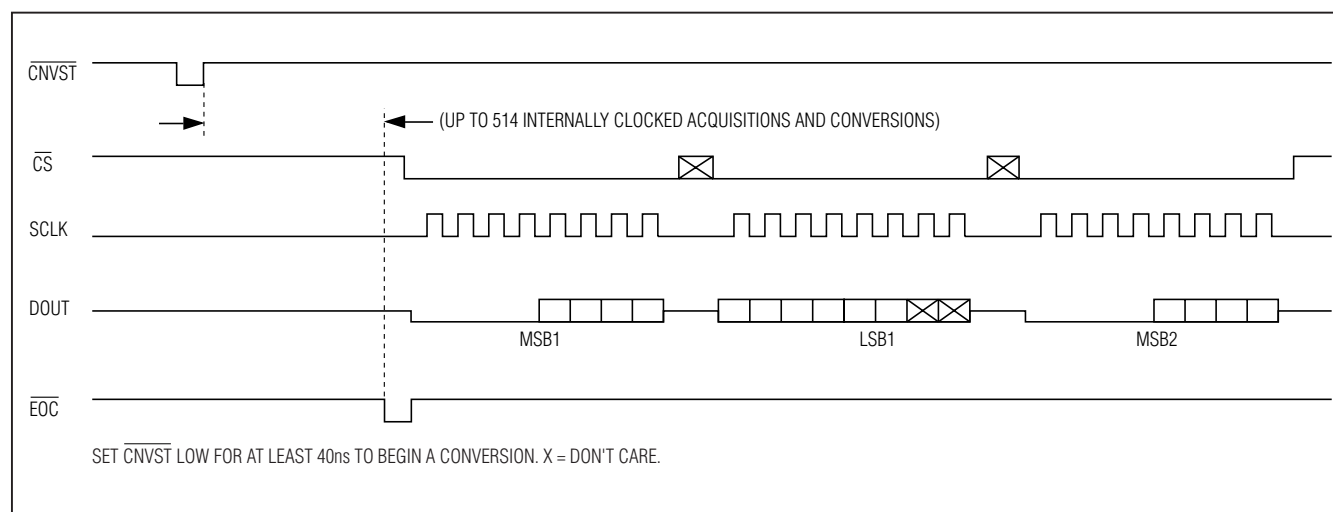 CNVST
(UP TO 514 INTERNALLY CLOCKED ACQUISITIONS AND CONVERSIONS)
CS
SCLK
DOUT
MSB1 LSB1 MSB2
EOC
SET CNVST LOW FOR AT LEAST 40ns TO BEGIN A CONVERSION. X = DON'T CARE.